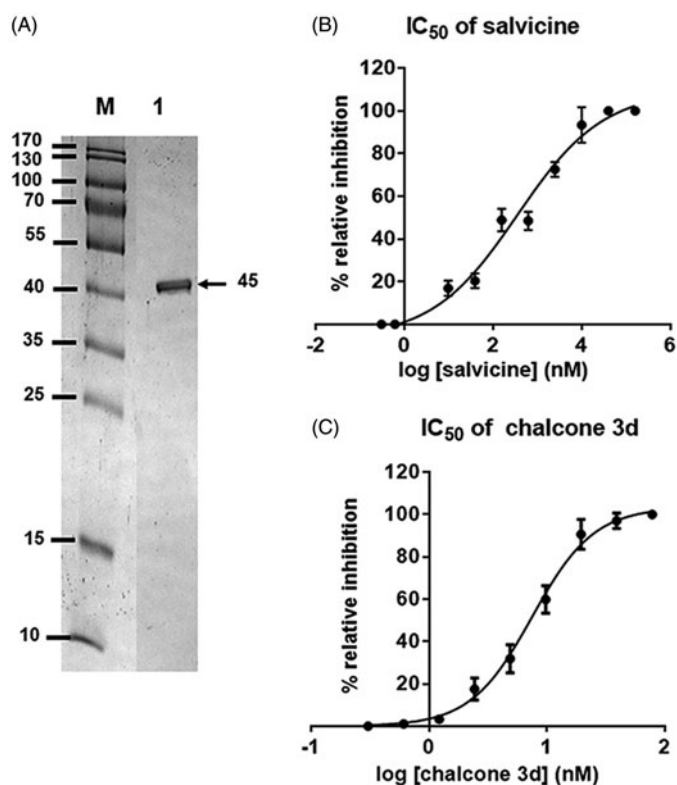 (A)
M 1
170
130
100
70
55
40
35
25
15
10
45
(B)
IC50 of salvicine
% relative inhibition
120
100
80
60
40
20
-2 0 2 4 6
log [salvicine] (nM)
(C)
IC50 of chalcone 3d
% relative inhibition
120
100
80
60
40
20
-1 0 1 2
log [chalcone 3d] (nM)